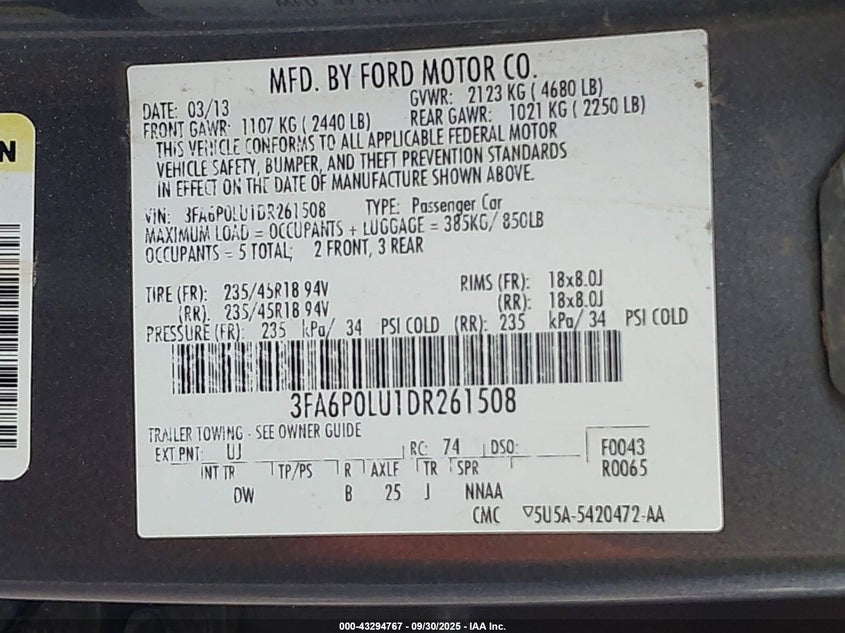 MFD. BY FORD MOTOR CO.
DATE: 03/13 GVWR: 2123 KG ( 4680 LB)
FRONT GAWR: 1107 KG ( 2440 LB) REAR GAWR: 1021 KG ( 2250 LB)
THIS VEHICLE CONFORMS TO ALL APPLICABLE FEDERAL MOTOR
VEHICLE SAFETY, BUMPER, AND THEFT PREVENTION STANDARDS
IN EFFECT ON THE DATE OF MANUFACTURE SHOWN ABOVE.
VIN: 3FA6P0LU1DR261508 TYPE: Passenger Car
MAXIMUM LOAD = OCCUPANTS + LUGGAGE = 385KG/ 850LB
OCCUPANTS = 5 TOTAL; 2 FRONT, 3 REAR
TIRE (FR): 235/45R18 94V RIMS (FR): 18x8.0J
(RR). 235/45R18 94V (RR): 18x8.0J
PRESSURE (FR): 235 kPa/ 34 PSI COLD (RR): 235 kPa/ 34 PSI COLD
3FA6P0LU1DR261508
TRAILER TOWING - SEE OWNER GUIDE
EXT PNT: UJ RC: 74 DSO: F0043
INT TR TP/PS R AXLE TR SPR R0065
OW B 25 J NNAA
CMC ▽5U5A-5420472-AA
N
000-43294767 - 09/30/2025 - IAA Inc.